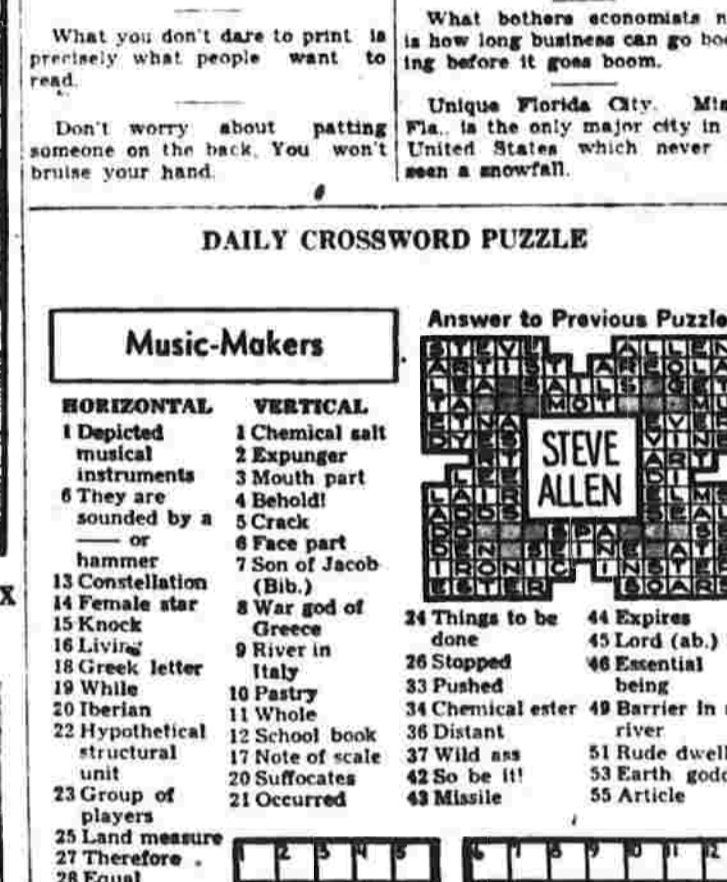 What you don't dare to print is
precisely what people want to
read.
Don't worry about patting
someone on the back. You won't
bruise your hand.
What bothers economists
is how long business can go
ing before it goes boom.
Unique Florida City.
Fla., is the only major city in
United States which never
seen a snowfall.
DAILY CROSSWORD PUZZLE
Music-Makers
HORIZONTAL
1 Depicted
musical
instruments
6 They are
sounded by a
—— or
hammer
13 Constellation
14 Female star
15 Knock
16 Living
18 Greek letter
19 While
20 Iberian
22 Hypothetical
structural
unit
23 Group of
players
25 Land measure
27 Therefore
28 Equal
VERTICAL
1 Chemical salt
2 Expunger
3 Mouth part
4 Behold!
5 Crack
6 Face part
7 Son of Jacob
(Bib.)
8 War god of
Greece
9 River in
Italy
10 Pastry
11 Whole
12 School book
17 Note of scale
20 Suffocates
21 Occurred
Answer to Previous Puzzle
STEVE
ALLEN
24 Things to be
done
26 Stopped
33 Pushed
34 Chemical ester
36 Distant
37 Wild ass
42 So be it!
43 Missile
44 Expires
45 Lord (ab.)
46 Essential
being
49 Barrier in
river
51 Rude
53 Earth
55 Article
1 2 3 4 5 6 7 8 9 10 11 12